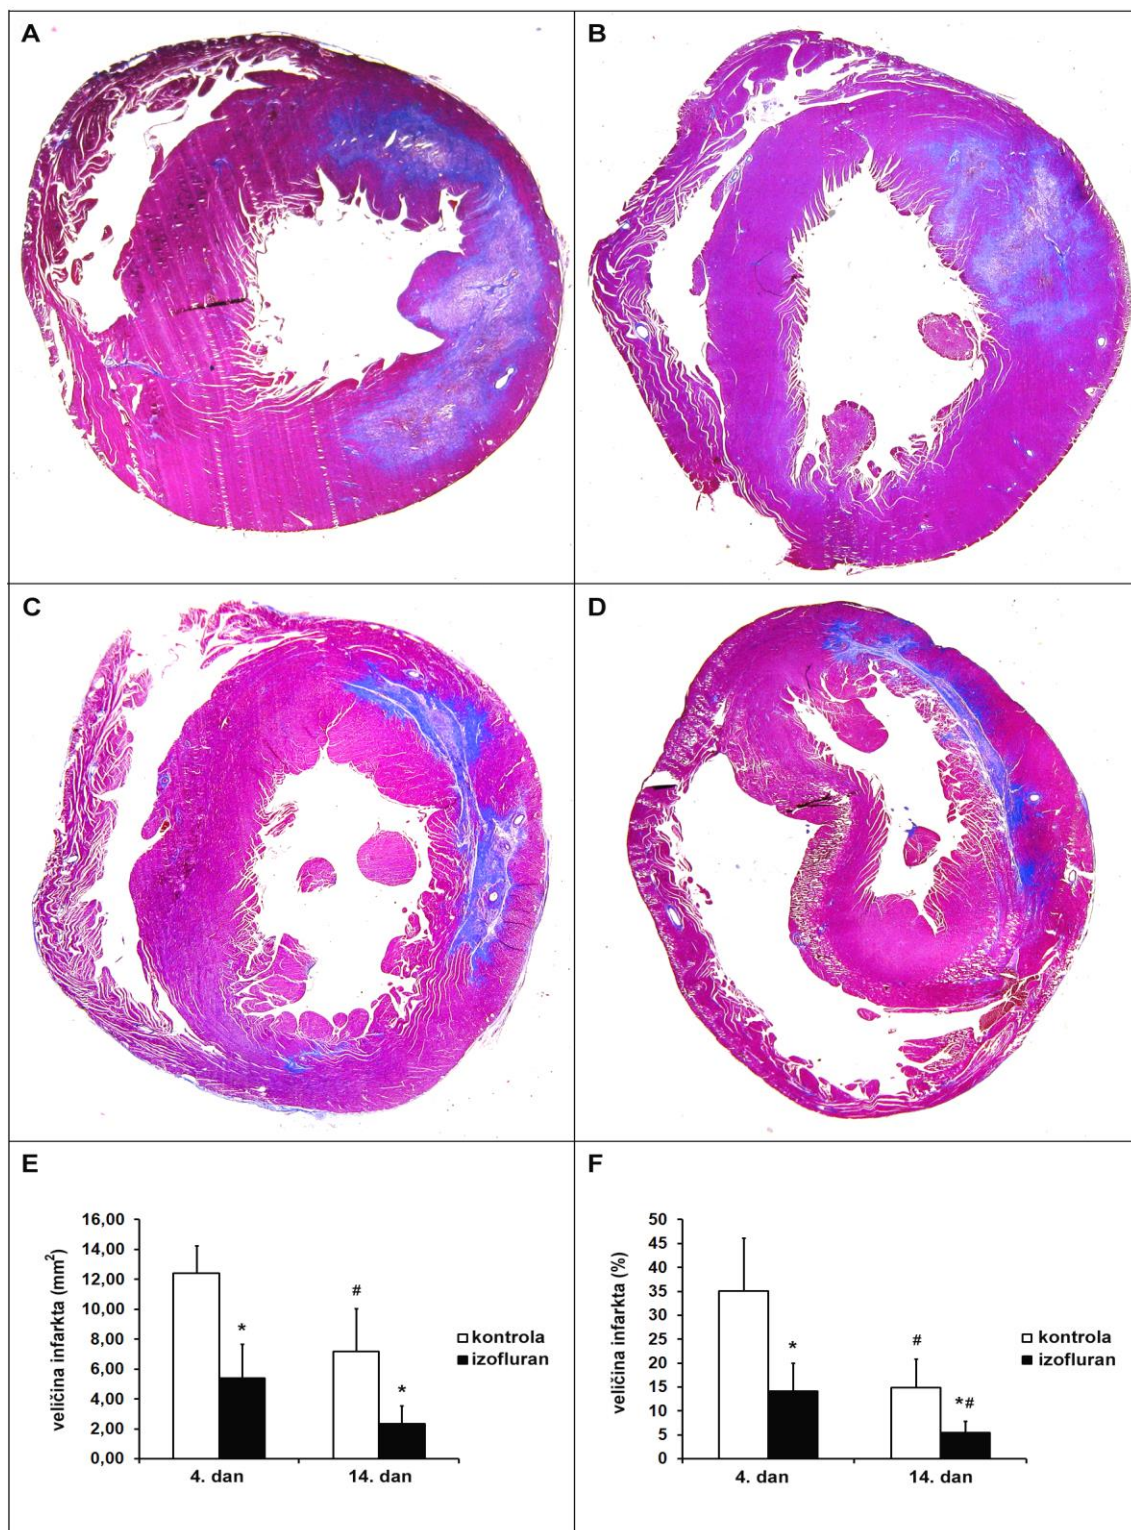 A
B
C
D
E
16,00
14,00
12,00
10,00
8,00
6,00
4,00
2,00
0,00
veličina infarkta (mm²)
*
#
*
4. dan
14. dan
kontrola
izofluran
F
50
45
40
35
30
25
20
15
10
5
0
veličina infarkta (%)
*
#
*#
4. dan
14. dan
kontrola
izofluran